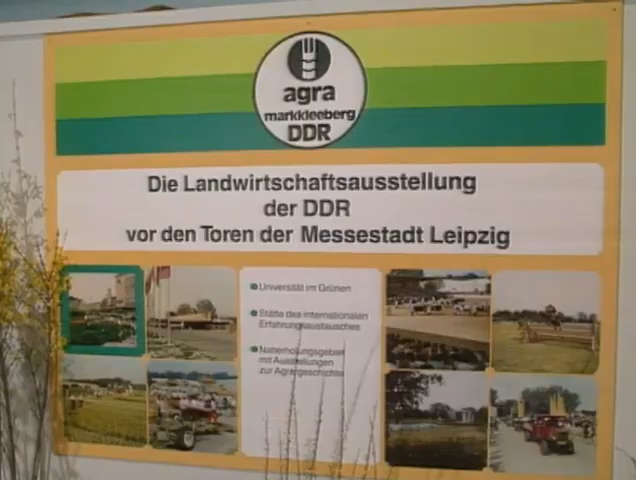 agra
markkleeberg
DDR
Die Landwirtschaftsausstellung
der DDR
vor den Toren der Messestadt Leipzig
Universität im Grünen
Stätte des internationalen
Erfahrungsaustausches
Naherholungsgebiet
mit Ausstellungen
zur Agrargeschichte